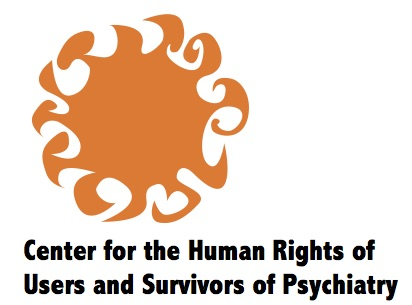 Center for the Human Rights of
Users and Survivors of Psychiatry